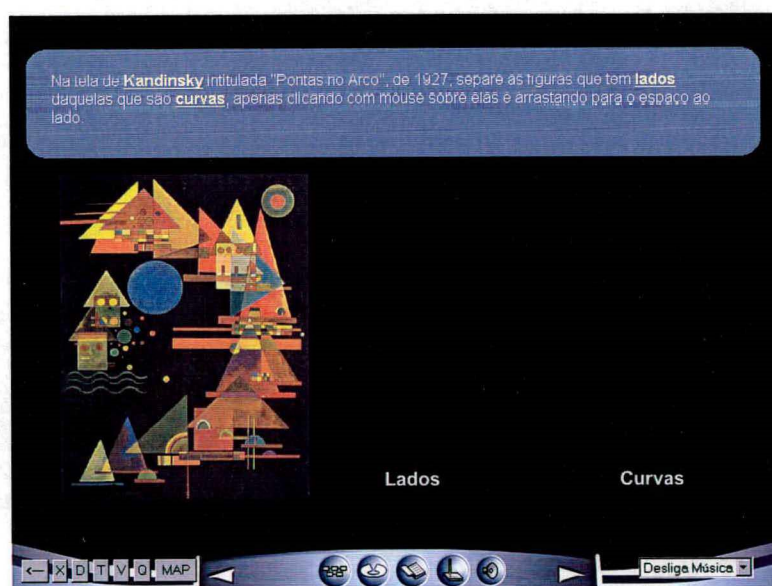 Na tela de Kandinsky intitulada "Pontas no Arco", de 1927, separe as figuras que tem lados
daquelas que são curvas, apenas clicando com mouse sobre elas e arrastando para o espaço ao
lado.
Lados Curvas
← X D T V O MAP Desliga Música